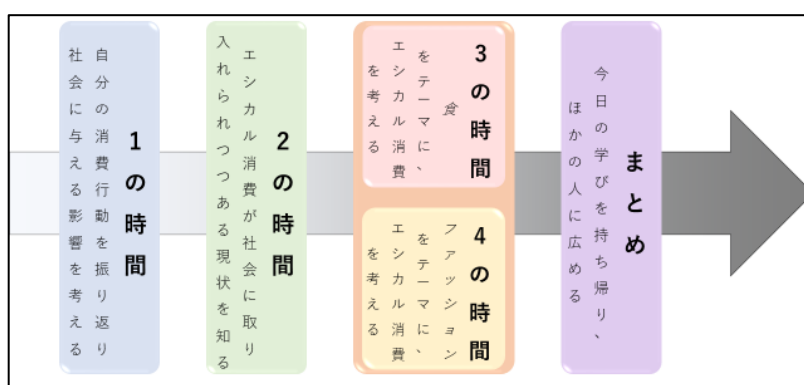 1の時間
自分の消費行動を振り返り
社会に与える影響を考える
2の時間
エシカル消費が社会に取り
入れられつつある現状を知る
3の時間
食
をテーマに、
エシカル消費
を考える
4の時間
ファッション
をテーマに、
エシカル消費
を考える
まとめ
今日の学びを持ち帰り、
ほかの人に広める